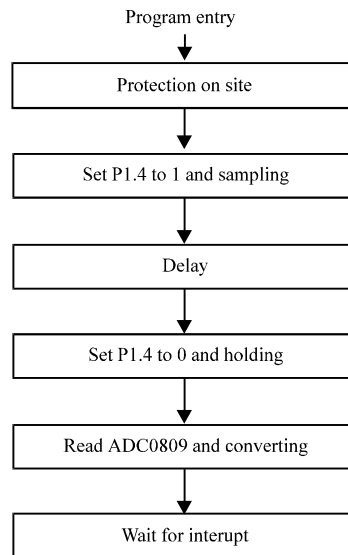 Program entry
Protection on site
Set P1.4 to 1 and sampling
Delay
Set P1.4 to 0 and holding
Read ADC0809 and converting
Wait for interupt